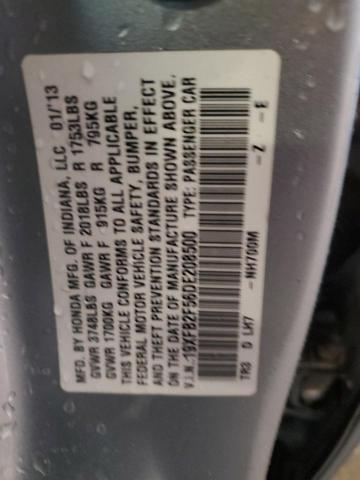 MFD. BY HONDA MFG. OF INDIANA, LLC 01/13
GVWR 3748LBS GAWR F 2018LBS R 1753LBS
GVWR 1700KG GAWR F 915KG R 795KG
THIS VEHICLE CONFORMS TO ALL APPLICABLE
FEDERAL MOTOR VEHICLE SAFETY, BUMPER,
AND THEFT PREVENTION STANDARDS IN EFFECT
ON THE DATE OF MANUFACTURE SHOWN ABOVE.
V.I.N.:19XFB2F56DE208500 TYPE: PASSENGER CAR
TR3 D LH7 -NH700M -Z -E